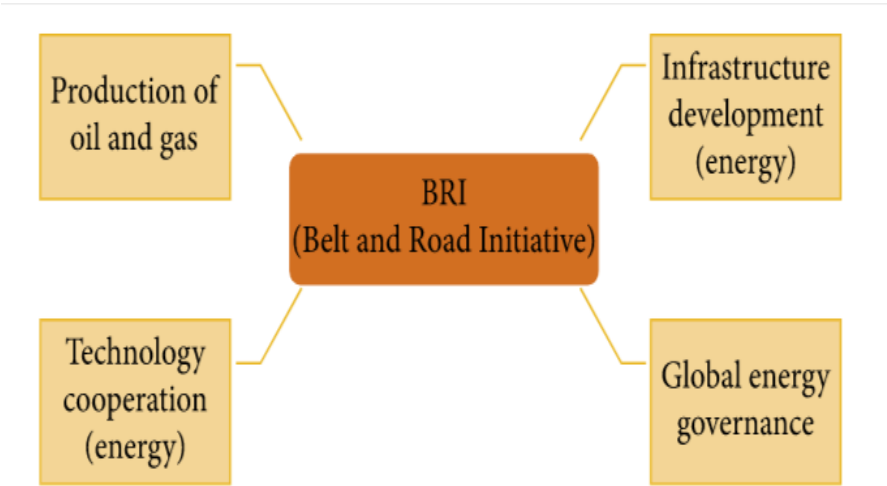 Production of
oil and gas
Infrastructure
development
(energy)
BRI
(Belt and Road Initiative)
Technology
cooperation
(energy)
Global energy
governance